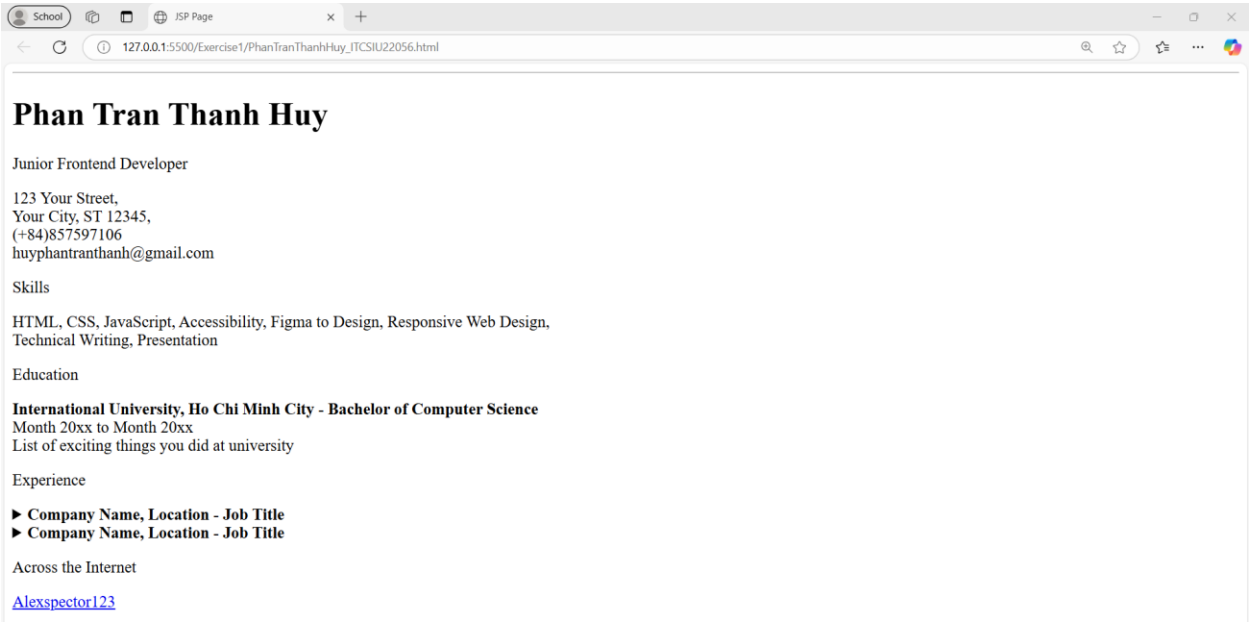 School
JSP Page
127.0.0.1:5500/Exercise1/PhanTranThanhHuy_ITCSIU22056.html
Phan Tran Thanh Huy
Junior Frontend Developer
123 Your Street,
Your City, ST 12345,
(+84)857597106
huyphantranthanh@gmail.com
Skills
HTML, CSS, JavaScript, Accessibility, Figma to Design, Responsive Web Design,
Technical Writing, Presentation
Education
International University, Ho Chi Minh City - Bachelor of Computer Science
Month 20xx to Month 20xx
List of exciting things you did at university
Experience
Company Name, Location - Job Title
Company Name, Location - Job Title
Across the Internet
Alexspector123